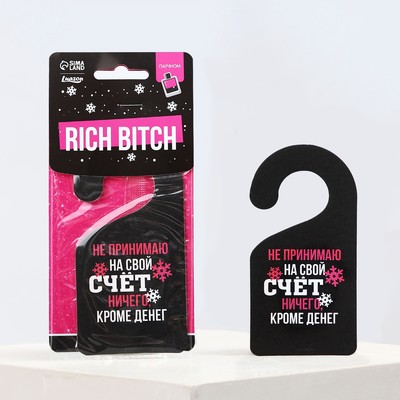 SIMA
LAND
Luazon
ПАРФЮМ
RICH BITCH
НЕ ПРИНИМАЮ
НА СВОЙ
СЧЁТ
НИЧЕГО,
КРОМЕ ДЕНЕГ
НЕ ПРИНИМАЮ
НА СВОЙ
СЧЁТ
НИЧЕГО,
КРОМЕ ДЕНЕГ